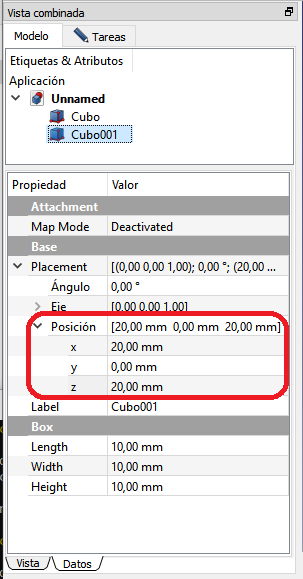 Vista combinada
Modelo Tareas
Etiquetas & Atributos
Aplicación
Unnamed
Cubo
Cubo001
Propiedad Valor
Attachment
Map Mode Deactivated
Base
Placement [(0,00 0,00 1,00); 0,00 °; (20,00 ...
Ángulo 0,00 °
Eje [0,00 0,00 1,00]
Posición [20,00 mm 0,00 mm 20,00 mm]
x 20,00 mm
y 0,00 mm
z 20,00 mm
Label Cubo001
Box
Length 10,00 mm
Width 10,00 mm
Height 10,00 mm
Vista Datos